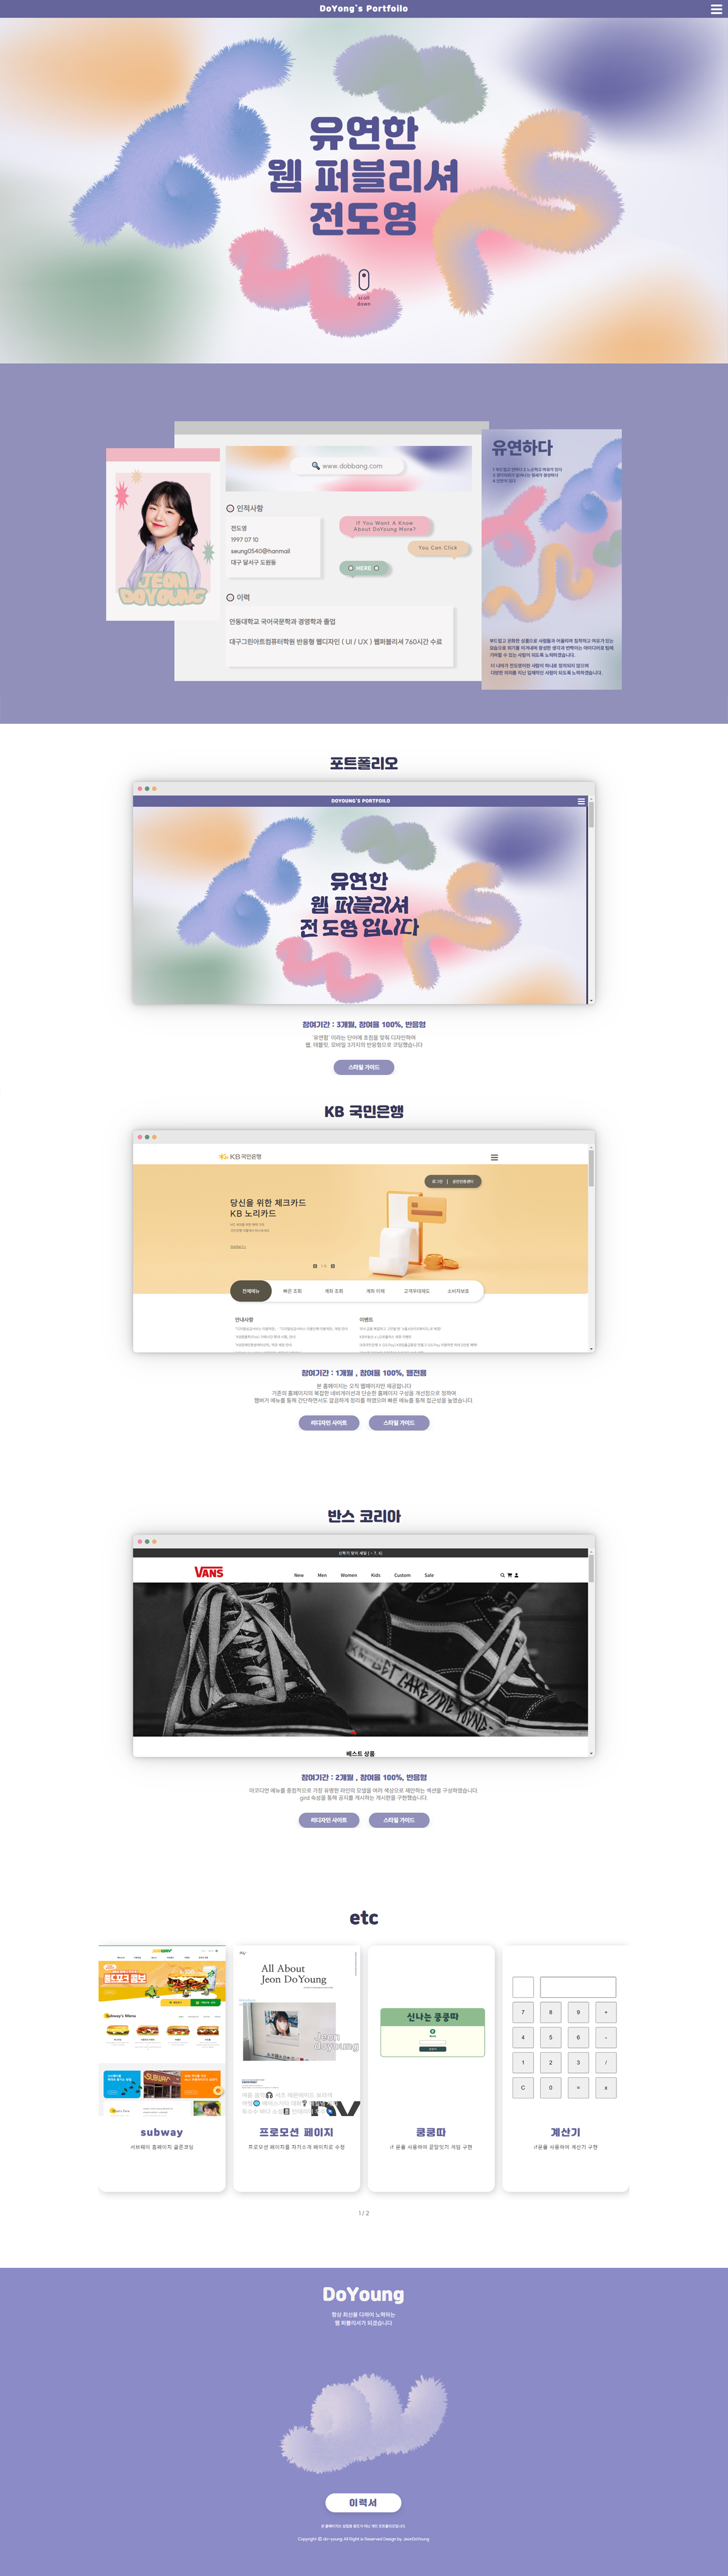 DoYong's Portfoilo
유연한
웹 퍼블리셔
전도영
scroll
down
www.dobbang.com
인적사항
전도영
1997 07 10
seung0540@hanmail
대구 달서구 도원동
If You Want A Know
About DoYoung More?
You Can Click
HERE
이력
안동대학교 국어국문학과 경영학과 졸업
대구그린아트컴퓨터학원 반응형 웹디자인 ( UI / UX ) 웹퍼블리셔 760시간 수료
JEON
DOYOUNG
유연하다
포트폴리오
DOYOUNG'S PORTFOILO
유연한
웹 퍼블리셔
전 도영 입니다
참여기간 : 3개월, 참여율 100%, 반응형
'유연함' 이라는 단어에 초점을 맞춰 디자인하여
웹, 태블릿, 모바일 3가지의 반응형으로 코딩했습니다
스타일 가이드
KB 국민은행
KB 국민은행
당신을 위한 체크카드
KB 노리카드
전체메뉴
빠른 조회
계좌 조회
계좌 이체
고객우대제도
소비자보호
안내사항
이벤트
참여기간 : 1개월 , 참여율 100%, 웹전용
본 홈페이지는 오직 웹페이지만 제공합니다
기존의 홈페이지의 복잡한 네비게이션과 단순한 홈페이지 구성을 개선점으로 정하여
햄버거 메뉴를 통해 간단하면서도 깔끔하게 정리를 하였으며 빠른 메뉴를 통해 접근성을 높였습니다
리디자인 사이트
스타일 가이드
반스 코리아
VANS
New
Men
Women
Kids
Custom
Sale
베스트 상품
참여기간 : 2개월 , 참여율 100%, 반응형
아코디언 메뉴를 중점적으로 가장 유명한 라인의 모델을 여러 색상으로 제안하는 섹션을 구성하였습니다.
gird 속성을 통해 공지를 게시하는 게시판을 구현했습니다.
리디자인 사이트
스타일 가이드
etc
SUBWAY
Subway's Menu
subway
서브웨이 홈페이지 클론코딩
All About
Jeon DoYoung
Jeon
doyoung
프로모션 페이지
프로모션 페이지를 자기소개 페이지로 수정
신나는 쿵쿵따
쿵쿵따
if 문을 사용하여 끝말잇기 게임 구현
7 8 9 +
4 5 6 -
1 2 3 /
C 0 = x
계산기
if문을 사용하여 계산기 구현
1 / 2
DoYoung
항상 최선을 다하여 노력하는
웹 퍼블리셔가 되겠습니다
이력서
Copyright ⓒ do-young All Right is Reserved Design by. JeonDoYoung